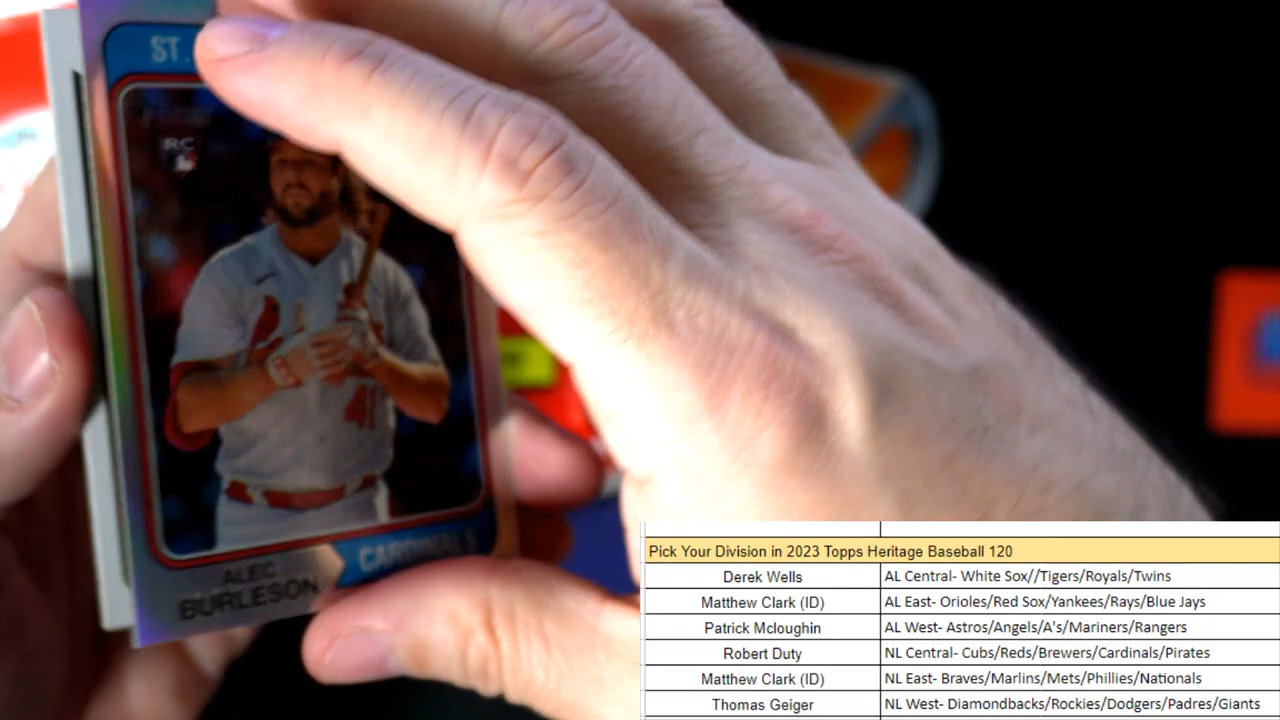 ST.
RC
41
CARDINALS
ALEC
BURLESON
Pick Your Division in 2023 Topps Heritage Baseball 120
Derek Wells AL Central- White Sox//Tigers/Royals/Twins
Matthew Clark (ID) AL East- Orioles/Red Sox/Yankees/Rays/Blue Jays
Patrick Mcloughin AL West- Astros/Angels/A's/Mariners/Rangers
Robert Duty NL Central- Cubs/Reds/Brewers/Cardinals/Pirates
Matthew Clark (ID) NL East- Braves/Marlins/Mets/Phillies/Nationals
Thomas Geiger NL West- Diamondbacks/Rockies/Dodgers/Padres/Giants